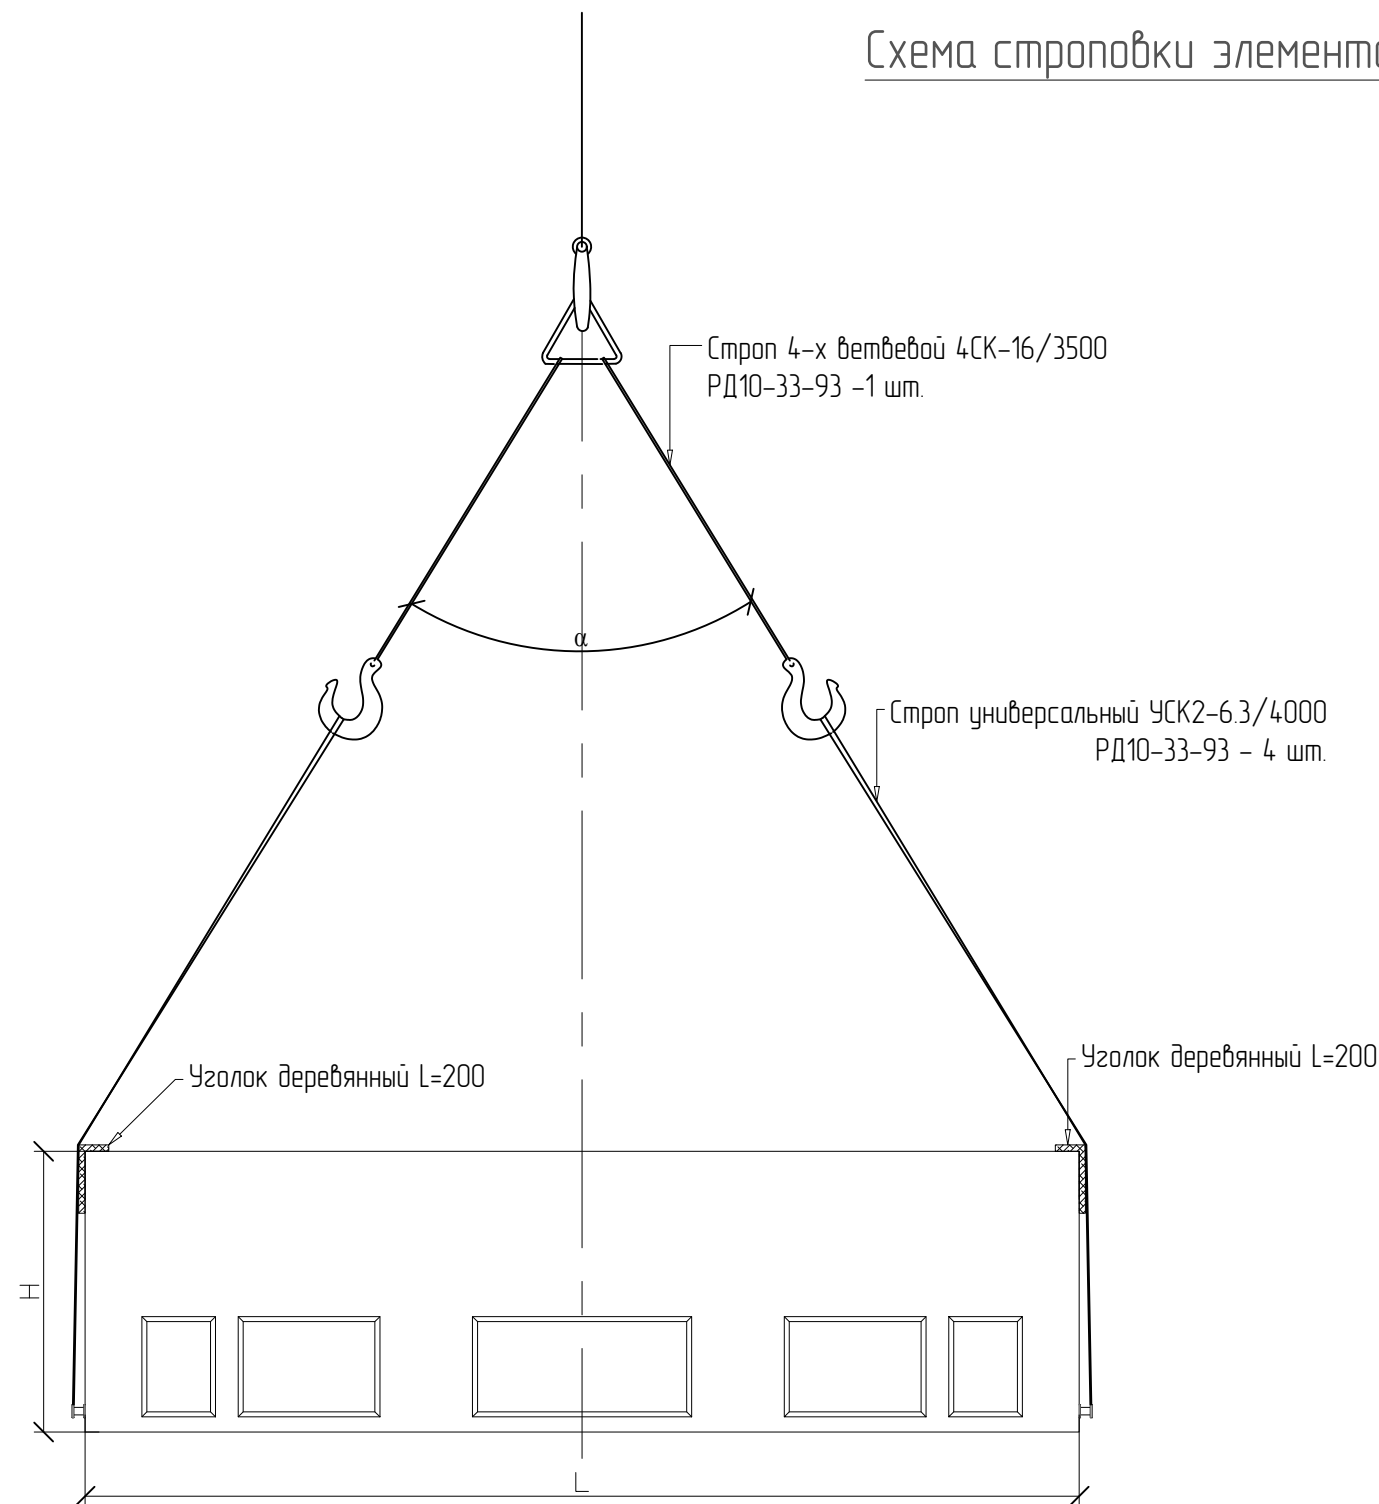 Схема строповки элемент
Строп 4-х ветвевой 4СК-16/3500
РД10-33-93 -1 шт.
α
Строп универсальный УСК2-6.3/4000
РД10-33-93 - 4 шт.
Уголок деревянный L=200
Уголок деревянный L=200
H
L